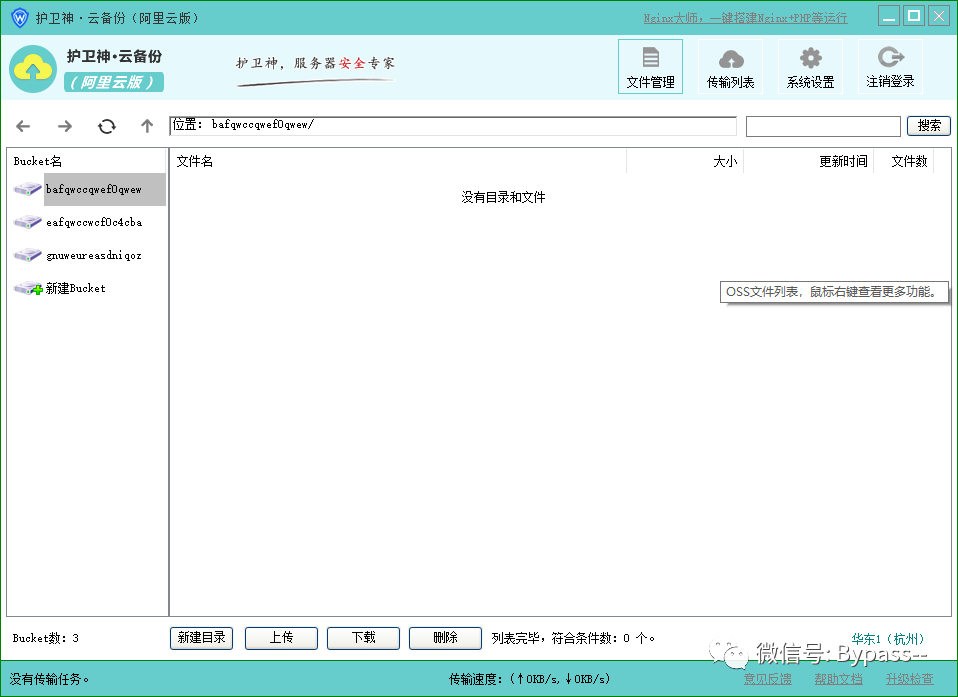 护卫神·云备份（阿里云版）
Nginx大师，一键搭建Nginx+PHP等运行
护卫神·云备份
（阿里云版）
护卫神，服务器安全专家
文件管理
传输列表
系统设置
注销登录
位置: bafqwccqwef0qwew/
搜索
Bucket名
文件名 大小 更新时间 文件数
bafqwccqwef0qwew
没有目录和文件
eafqwccwcf0c4cba
gnuweureasdniqoz
新建Bucket
OSS文件列表，鼠标右键查看更多功能。
Bucket数: 3
新建目录
上传
下载
删除
列表完毕，符合条件数: 0 个。
华东1（杭州）
微信号: Bypass--
没有传输任务。
传输速度: (↑0KB/s,↓0KB/s)
意见反馈
帮助文档
升级检查